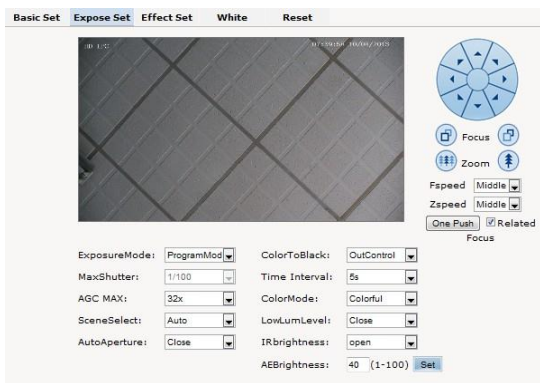 Basic Set Expose Set Effect Set White Reset
Focus
Zoom
Fspeed Middle
Zspeed Middle
One Push Related
Focus
ExposureMode: ProgramMod ColorToBlack: OutControl
MaxShutter: 1/100 Time Interval: 5s
AGC MAX: 32x ColorMode: Colorful
SceneSelect: Auto LowLumLevel: Close
AutoAperture: Close IRbrightness: open
AEBrightness: 40 (1-100) Set